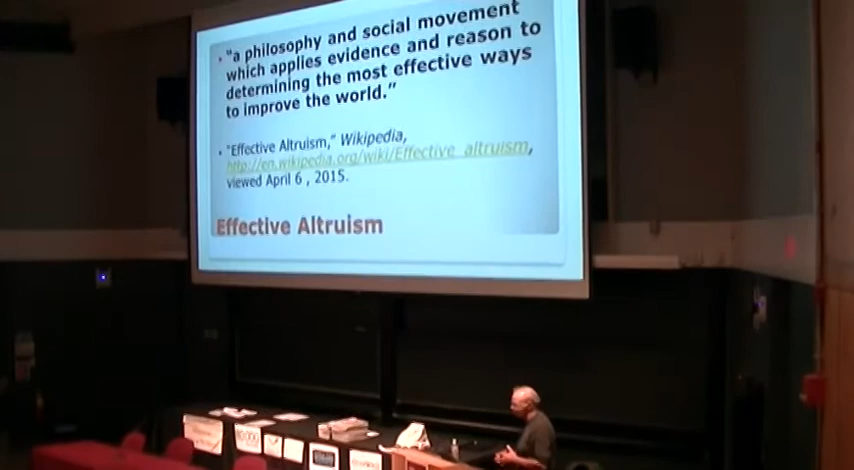 • "a philosophy and social movement
which applies evidence and reason to
determining the most effective ways
to improve the world."
• "Effective Altruism," Wikipedia,
http://en.wikipedia.org/wiki/Effective_altruism,
viewed April 6 , 2015.
Effective Altruism